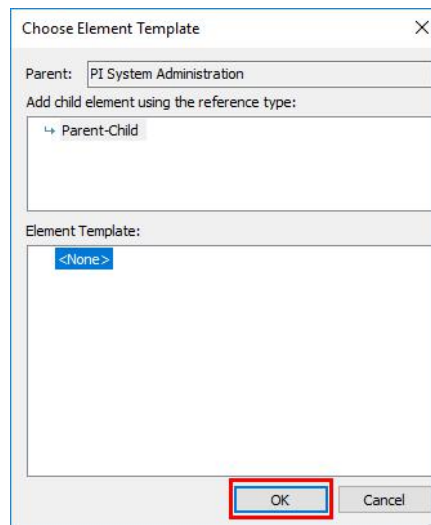 Choose Element Template
Parent: PI System Administration
Add child element using the reference type:
Parent-Child
Element Template:
<None>
OK Cancel